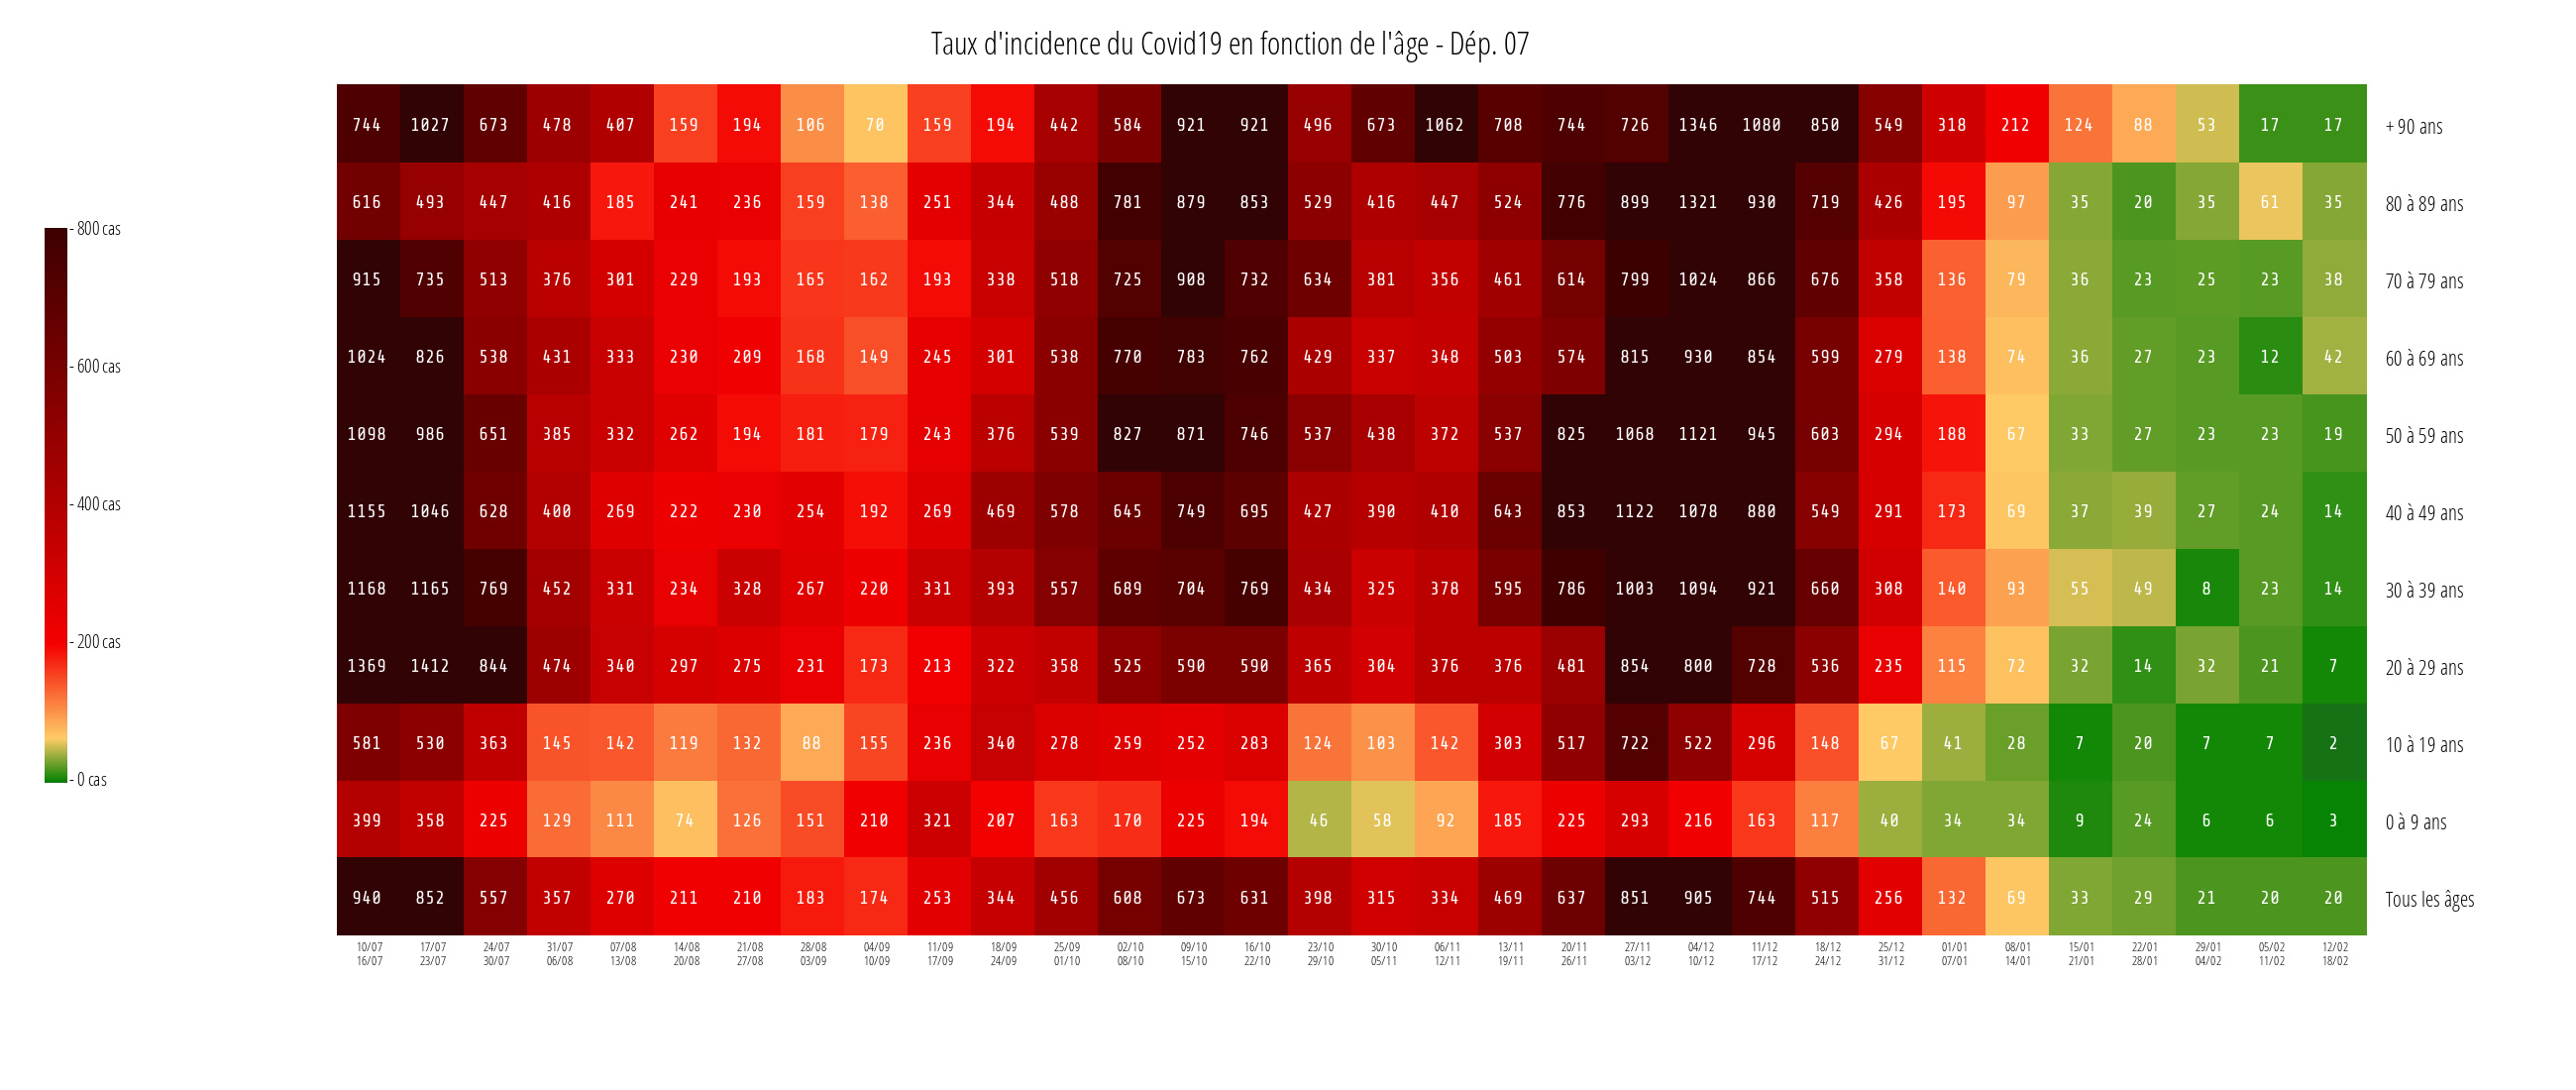 Taux d'incidence du Covid19 en fonction de l'âge - Dép. 07
- 800 cas
- 600 cas
- 400 cas
- 200 cas
- 0 cas
744 1027 673 478 407 159 194 106 70 159 194 442 584 921 921 496 673 1062 708 744 726 1346 1080 850 549 318 212 124 88 53 17 17 + 90 ans
616 493 447 416 185 241 236 159 138 251 344 488 781 879 853 529 416 447 524 776 899 1321 930 719 426 195 97 35 20 35 61 35 80 à 89 ans
915 735 513 376 301 229 193 165 162 193 338 518 725 908 732 634 381 356 461 614 799 1024 866 676 358 136 79 36 23 25 23 38 70 à 79 ans
1024 826 538 431 333 230 209 168 149 245 301 538 770 783 762 429 337 348 503 574 815 930 854 599 279 138 74 36 27 23 12 42 60 à 69 ans
1098 986 651 385 332 262 194 181 179 243 376 539 827 871 746 537 438 372 537 825 1068 1121 945 603 294 188 67 33 27 23 23 19 50 à 59 ans
1155 1046 628 400 269 222 230 254 192 269 469 578 645 749 695 427 390 410 643 853 1122 1078 880 549 291 173 69 37 39 27 24 14 40 à 49 ans
1168 1165 769 452 331 234 328 267 220 331 393 557 689 704 769 434 325 378 595 786 1003 1094 921 660 308 140 93 55 49 8 23 14 30 à 39 ans
1369 1412 844 474 340 297 275 231 173 213 322 358 525 590 590 365 304 376 376 481 854 800 728 536 235 115 72 32 14 32 21 7 20 à 29 ans
581 530 363 145 142 119 132 88 155 236 340 278 259 252 283 124 103 142 303 517 722 522 296 148 67 41 28 7 20 7 7 2 10 à 19 ans
399 358 225 129 111 74 126 151 210 321 207 163 170 225 194 46 58 92 185 225 293 216 163 117 40 34 34 9 24 6 6 3 0 à 9 ans
940 852 557 357 270 211 210 183 174 253 344 456 608 673 631 398 315 334 469 637 851 905 744 515 256 132 69 33 29 21 20 20 Tous les âges
10/07 17/07 24/07 31/07 07/08 14/08 21/08 28/08 04/09 11/09 18/09 25/09 02/10 09/10 16/10 23/10 30/10 06/11 13/11 20/11 27/11 04/12 11/12 18/12 25/12 01/01 08/01 15/01 22/01 29/01 05/02 12/02
16/07 23/07 30/07 06/08 13/08 20/08 27/08 03/09 10/09 17/09 24/09 01/10 08/10 15/10 22/10 29/10 05/11 12/11 19/11 26/11 03/12 10/12 17/12 24/12 31/12 07/01 14/01 21/01 28/01 04/02 11/02 18/02